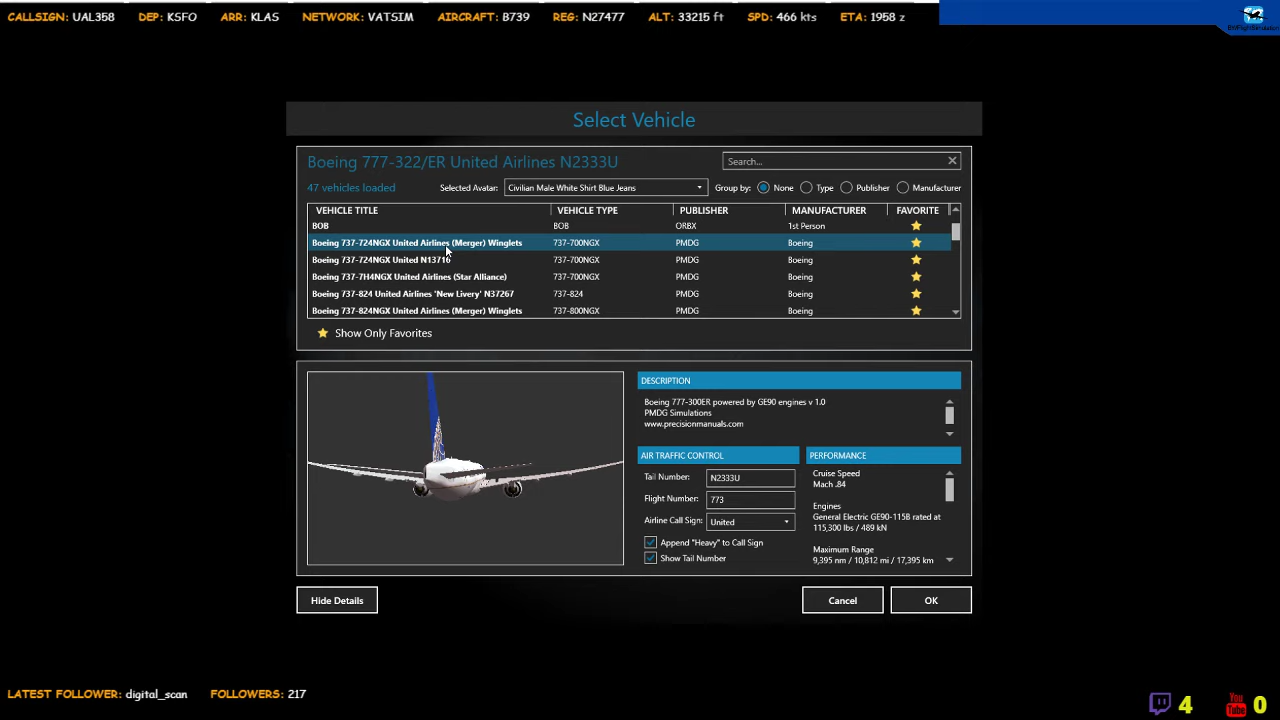 CALLSIGN: UAL358 DEP: KSFO ARR: KLAS NETWORK: VATSIM AIRCRAFT: B739 REG: N27477 ALT: 33215 ft SPD: 466 kts ETA: 1958 z
Select Vehicle
Boeing 777-322/ER United Airlines N2333U
Search...
47 vehicles loaded
Selected Avatar: Civilian Male White Shirt Blue Jeans
Group by: None Type Publisher Manufacturer
VEHICLE TITLE VEHICLE TYPE PUBLISHER MANUFACTURER FAVORITE
BOB BOB ORBX 1st Person
Boeing 737-724NGX United Airlines (Merger) Winglets 737-700NGX PMDG Boeing
Boeing 737-724NGX United N13716 737-700NGX PMDG Boeing
Boeing 737-7H4NGX United Airlines (Star Alliance) 737-700NGX PMDG Boeing
Boeing 737-824 United Airlines 'New Livery' N37267 737-824 PMDG Boeing
Boeing 737-824NGX United Airlines (Merger) Winglets 737-800NGX PMDG Boeing
Show Only Favorites
DESCRIPTION
Boeing 777-300ER powered by GE90 engines v 1.0
PMDG Simulations
www.precisionmanuals.com
AIR TRAFFIC CONTROL
Tail Number: N2333U
Flight Number: 773
Airline Call Sign: United
Append "Heavy" to Call Sign
Show Tail Number
PERFORMANCE
Cruise Speed
Mach .84
Engines
General Electric GE90-115B rated at
115,300 lbs / 489 kN
Maximum Range
9,395 nm / 10,812 mi / 17,395 km
Hide Details
Cancel
OK
LATEST FOLLOWER: digital_scan FOLLOWERS: 217
4
You Tube 0